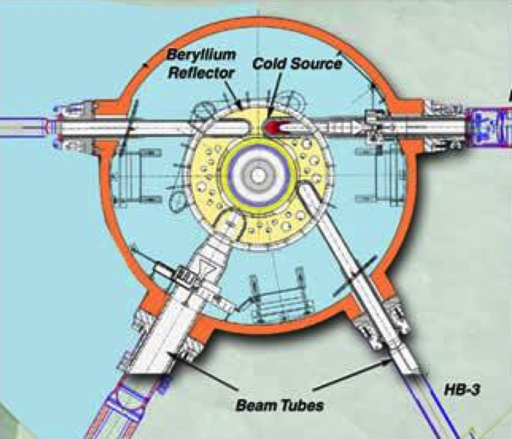 Beryllium
Reflector
Cold Source
HB-3
Beam Tubes